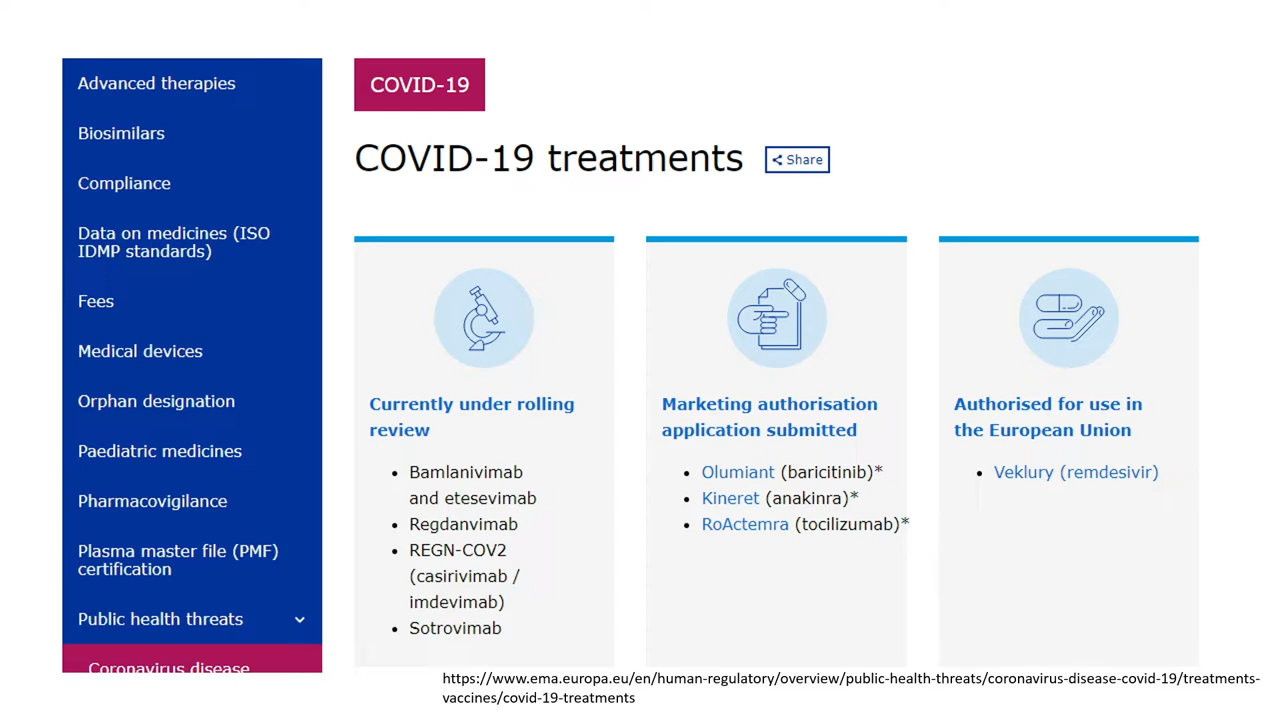 Advanced therapies
Biosimilars
Compliance
Data on medicines (ISO
IDMP standards)
Fees
Medical devices
Orphan designation
Paediatric medicines
Pharmacovigilance
Plasma master file (PMF)
certification
Public health threats
Coronavirus disease
COVID-19
COVID-19 treatments
Share
Currently under rolling
review
• Bamlanivimab
and etesevimab
• Regdanvimab
• REGN-COV2
(casirivimab /
imdevimab)
• Sotrovimab
Marketing authorisation
application submitted
• Olumiant (baricitinib)*
• Kineret (anakinra)*
• RoActemra (tocilizumab)*
Authorised for use in
the European Union
• Veklury (remdesivir)
https://www.ema.europa.eu/en/human-regulatory/overview/public-health-threats/coronavirus-disease-covid-19/treatments-
vaccines/covid-19-treatments